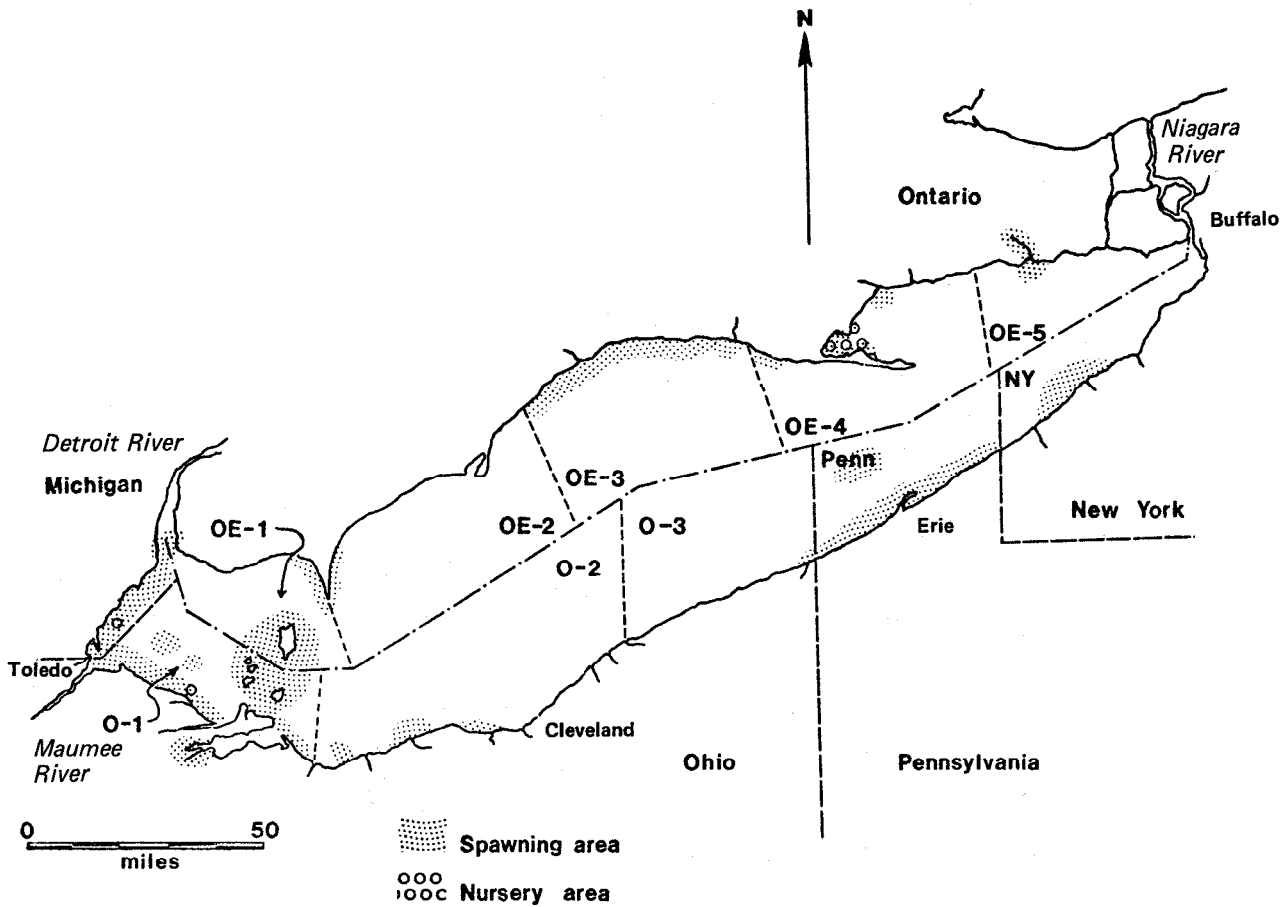 N
Niagara
River
Ontario
Buffalo
OE-5
NY
Detroit River
Michigan
OE-4
Penn
OE-3
OE-1
OE-2
O-3
New York
Erie
O-2
Toledo
O-1
Cleveland
Maumee
River
Ohio
Pennsylvania
0 50
miles
Spawning area
Nursery area